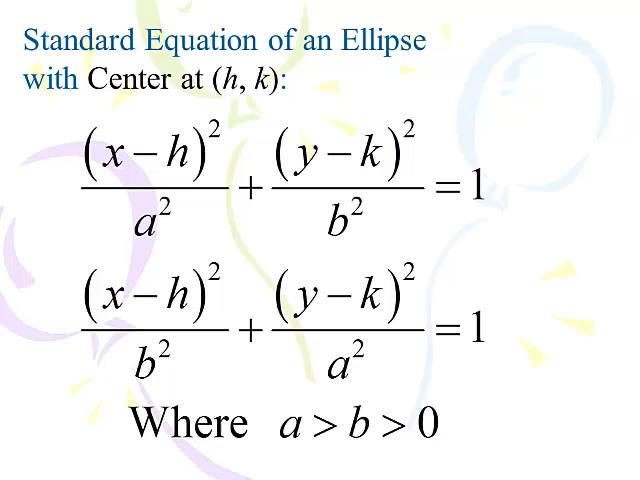 Standard Equation of an Ellipse
with Center at (h, k):
(x − h)²/a² + (y − k)²/b² = 1
(x − h)²/b² + (y − k)²/a² = 1
Where a > b > 0